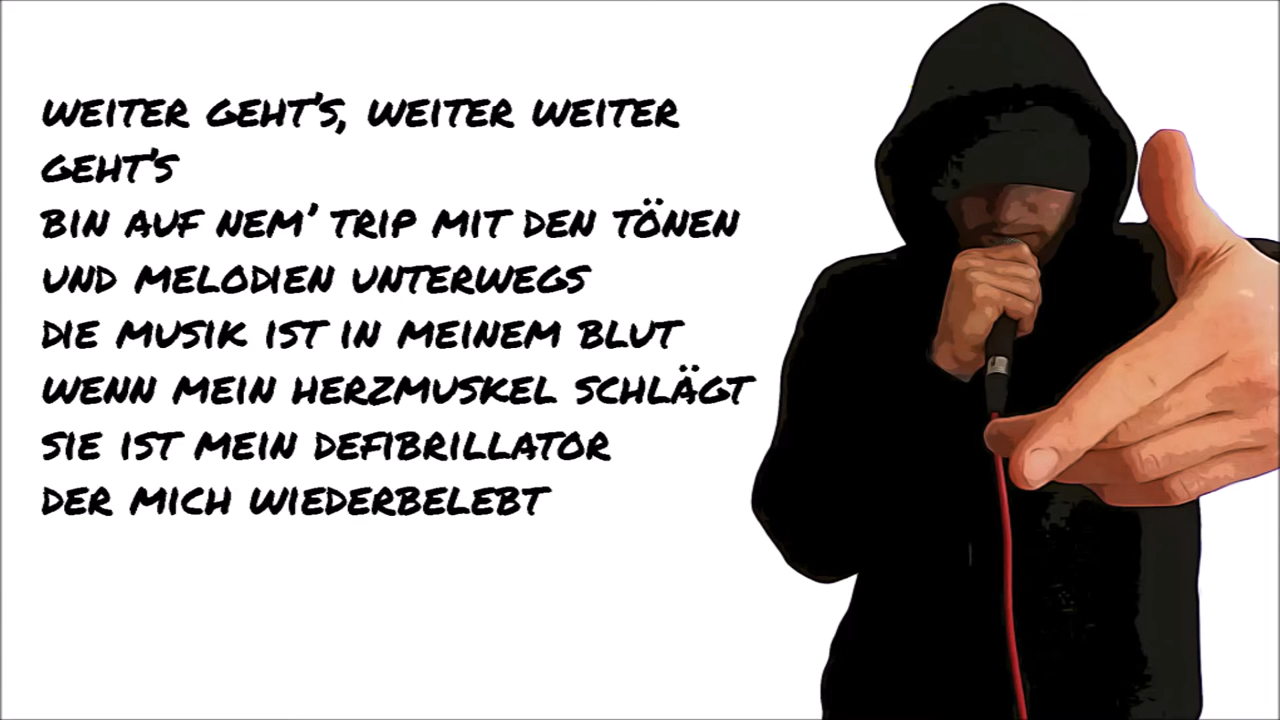 WEITER GEHT'S, WEITER WEITER
GEHT'S
BIN AUF NEM' TRIP MIT DEN TÖNEN
UND MELODIEN UNTERWEGS
DIE MUSIK IST IN MEINEM BLUT
WENN MEIN HERZMUSKEL SCHLÄGT
SIE IST MEIN DEFIBRILLATOR
DER MICH WIEDERBELEBT